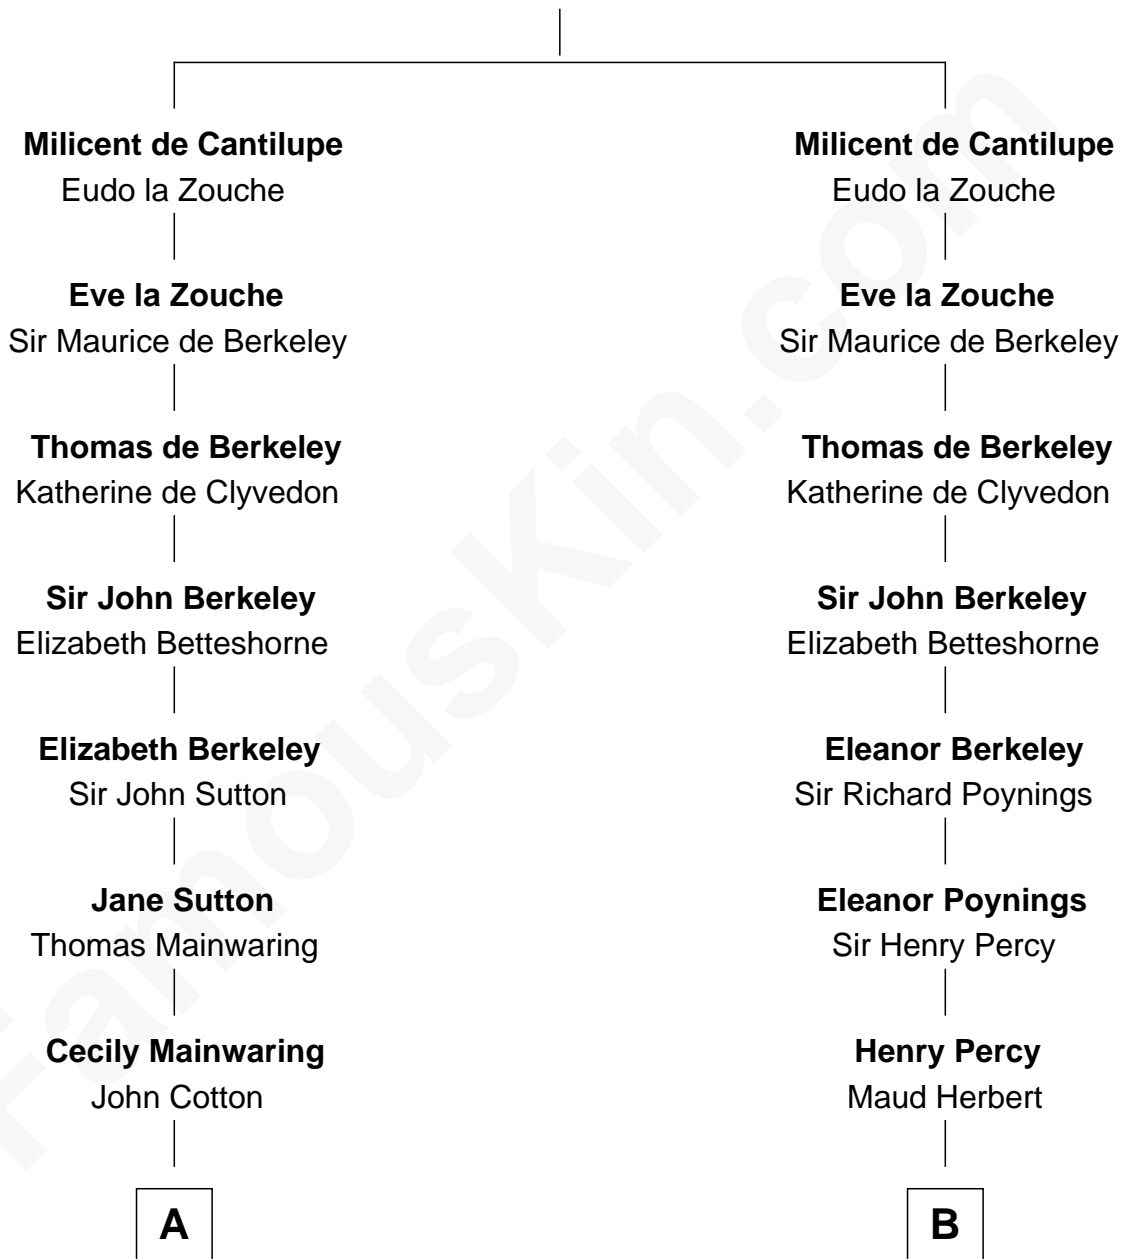 Milicent de Cantilupe
Eudo la Zouche
Eve la Zouche
Sir Maurice de Berkeley
Thomas de Berkeley
Katherine de Clyvedon
Sir John Berkeley
Elizabeth Betteshorne
Elizabeth Berkeley
Sir John Sutton
Jane Sutton
Thomas Mainwaring
Cecily Mainwaring
John Cotton
A
Milicent de Cantilupe
Eudo la Zouche
Eve la Zouche
Sir Maurice de Berkeley
Thomas de Berkeley
Katherine de Clyvedon
Sir John Berkeley
Elizabeth Betteshorne
Eleanor Berkeley
Sir Richard Poynings
Eleanor Poynings
Sir Henry Percy
Henry Percy
Maud Herbert
B
FamousKin.com